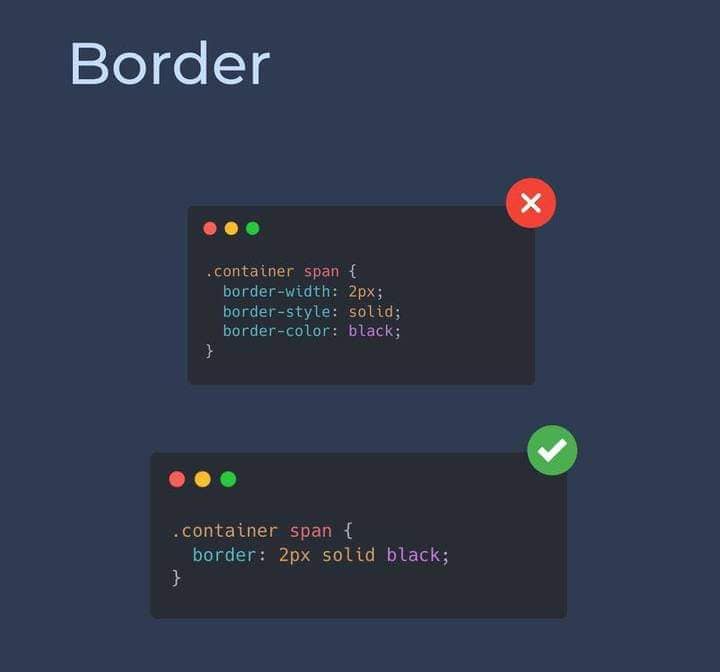 Border
.container span {
  border-width: 2px;
  border-style: solid;
  border-color: black;
}
.container span {
  border: 2px solid black;
}